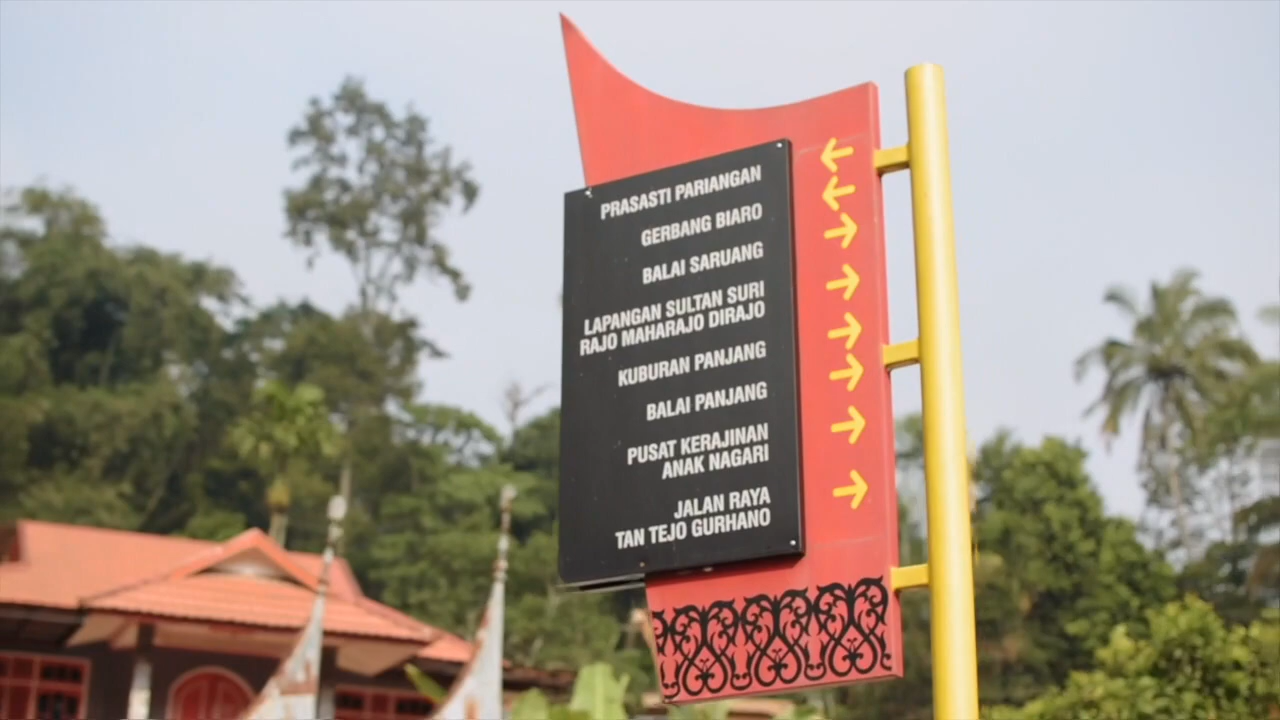 PRASASTI PARIANGAN
GERBANG BIARO
BALAI SARUANG
LAPANGAN SULTAN SURI
RAJO MAHARAJO DIRAJO
KUBURAN PANJANG
BALAI PANJANG
PUSAT KERAJINAN
ANAK NAGARI
JALAN RAYA
TAN TEJO GURHANO